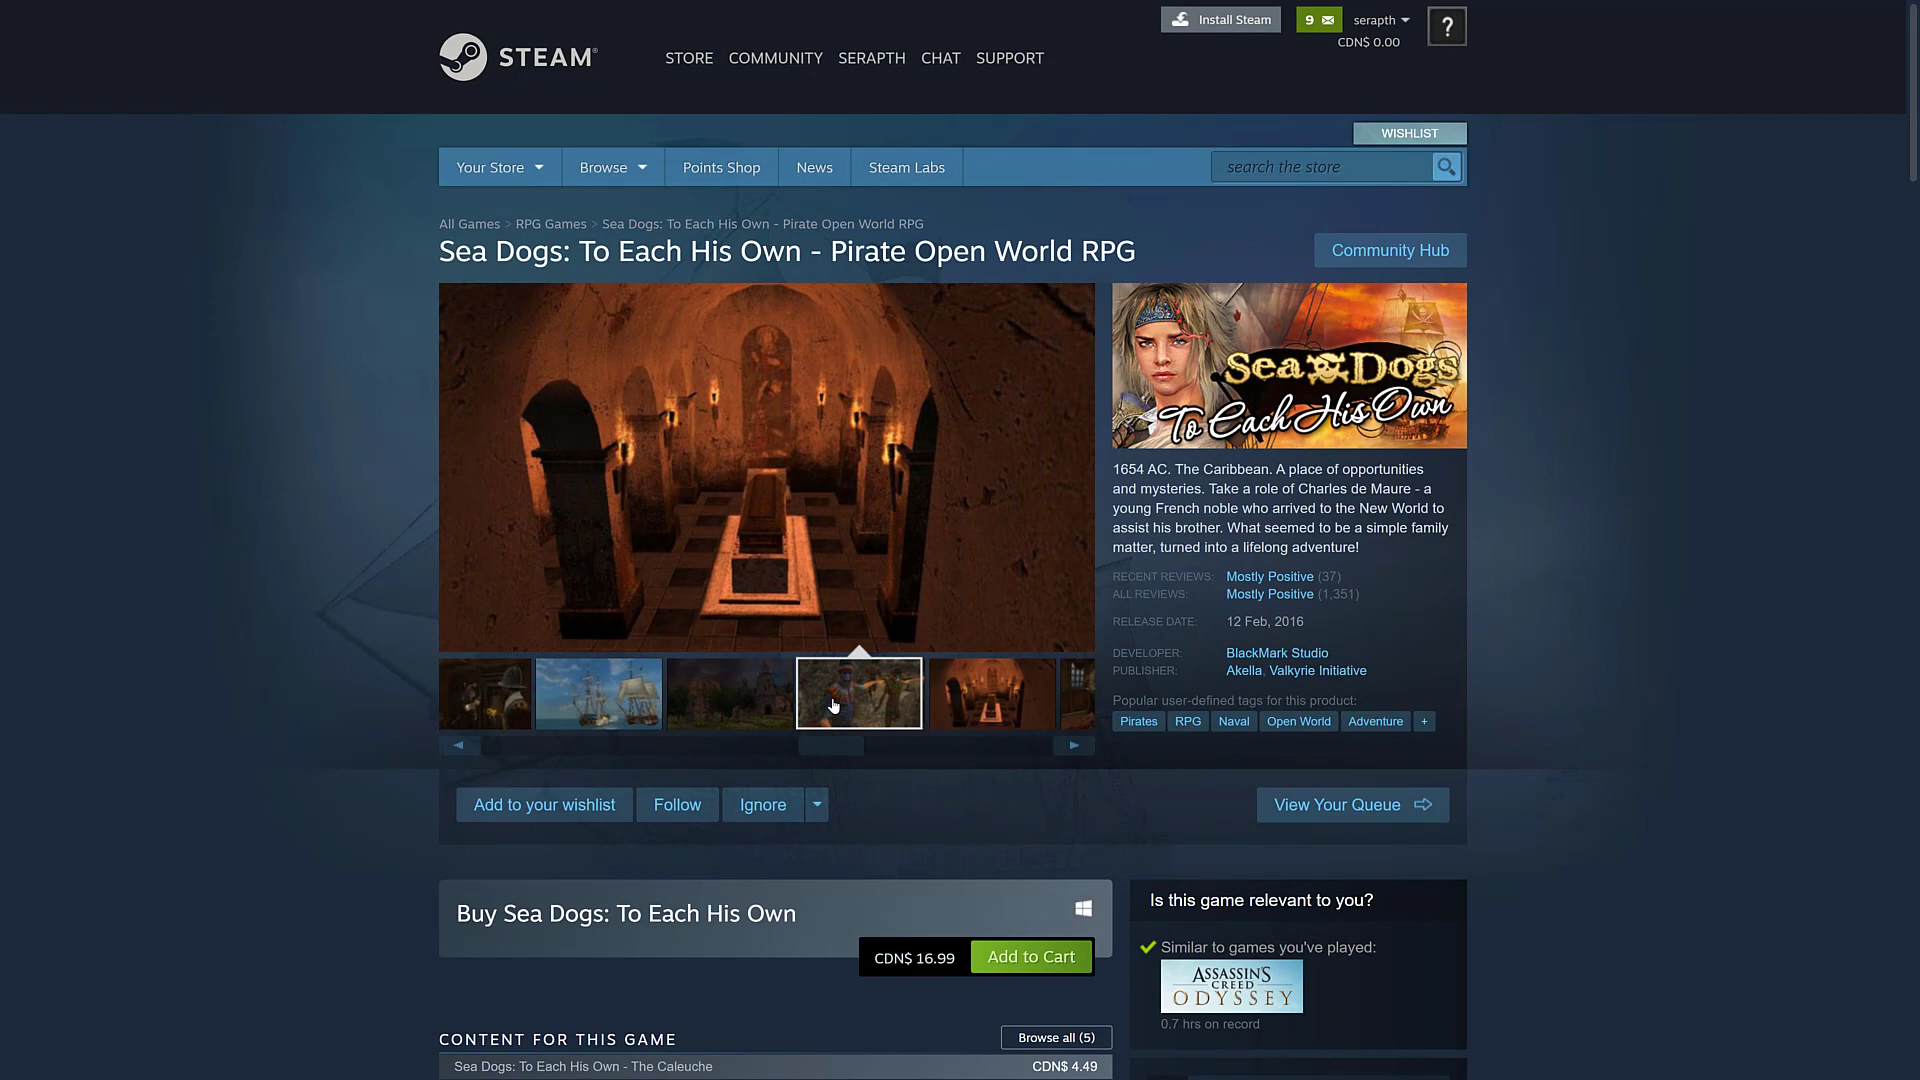 Install Steam
9
serapth
CDN$ 0.00
?
STEAM®
STORE COMMUNITY SERAPTH CHAT SUPPORT
WISHLIST
Your Store Browse Points Shop News Steam Labs
search the store
All Games > RPG Games > Sea Dogs: To Each His Own - Pirate Open World RPG
Sea Dogs: To Each His Own - Pirate Open World RPG
Community Hub
Sea Dogs
To Each His Own
1654 AC. The Caribbean. A place of opportunities
and mysteries. Take a role of Charles de Maure - a
young French noble who arrived to the New World to
assist his brother. What seemed to be a simple family
matter, turned into a lifelong adventure!
RECENT REVIEWS: Mostly Positive (37)
ALL REVIEWS: Mostly Positive (1,351)
RELEASE DATE: 12 Feb, 2016
DEVELOPER: BlackMark Studio
PUBLISHER: Akella, Valkyrie Initiative
Popular user-defined tags for this product:
Pirates RPG Naval Open World Adventure +
Add to your wishlist Follow Ignore
View Your Queue
Buy Sea Dogs: To Each His Own
CDN$ 16.99 Add to Cart
Is this game relevant to you?
Similar to games you've played:
ASSASSIN'S
CREED
ODYSSEY
0.7 hrs on record
CONTENT FOR THIS GAME
Browse all (5)
Sea Dogs: To Each His Own - The Caleuche CDN$ 4.49